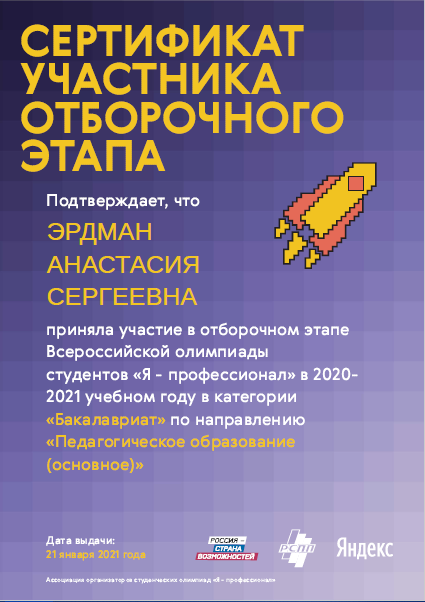 СЕРТИФИКАТ
УЧАСТНИКА
ОТБОРОЧНОГО
ЭТАПА
Подтверждает, что
ЭРДМАН
АНАСТАСИЯ
СЕРГЕЕВНА
приняла участие в отборочном этапе
Всероссийской олимпиады
студентов «Я - профессионал» в 2020-
2021 учебном году в категории
«Бакалавриат» по направлению
«Педагогическое образование
(основное)»
Дата выдачи:
21 января 2021 года
РОССИЯ –
СТРАНА
ВОЗМОЖНОСТЕЙ
РСПП
Яндекс
Ассоциация организаторов студенческих олимпиад «Я - профессионал»